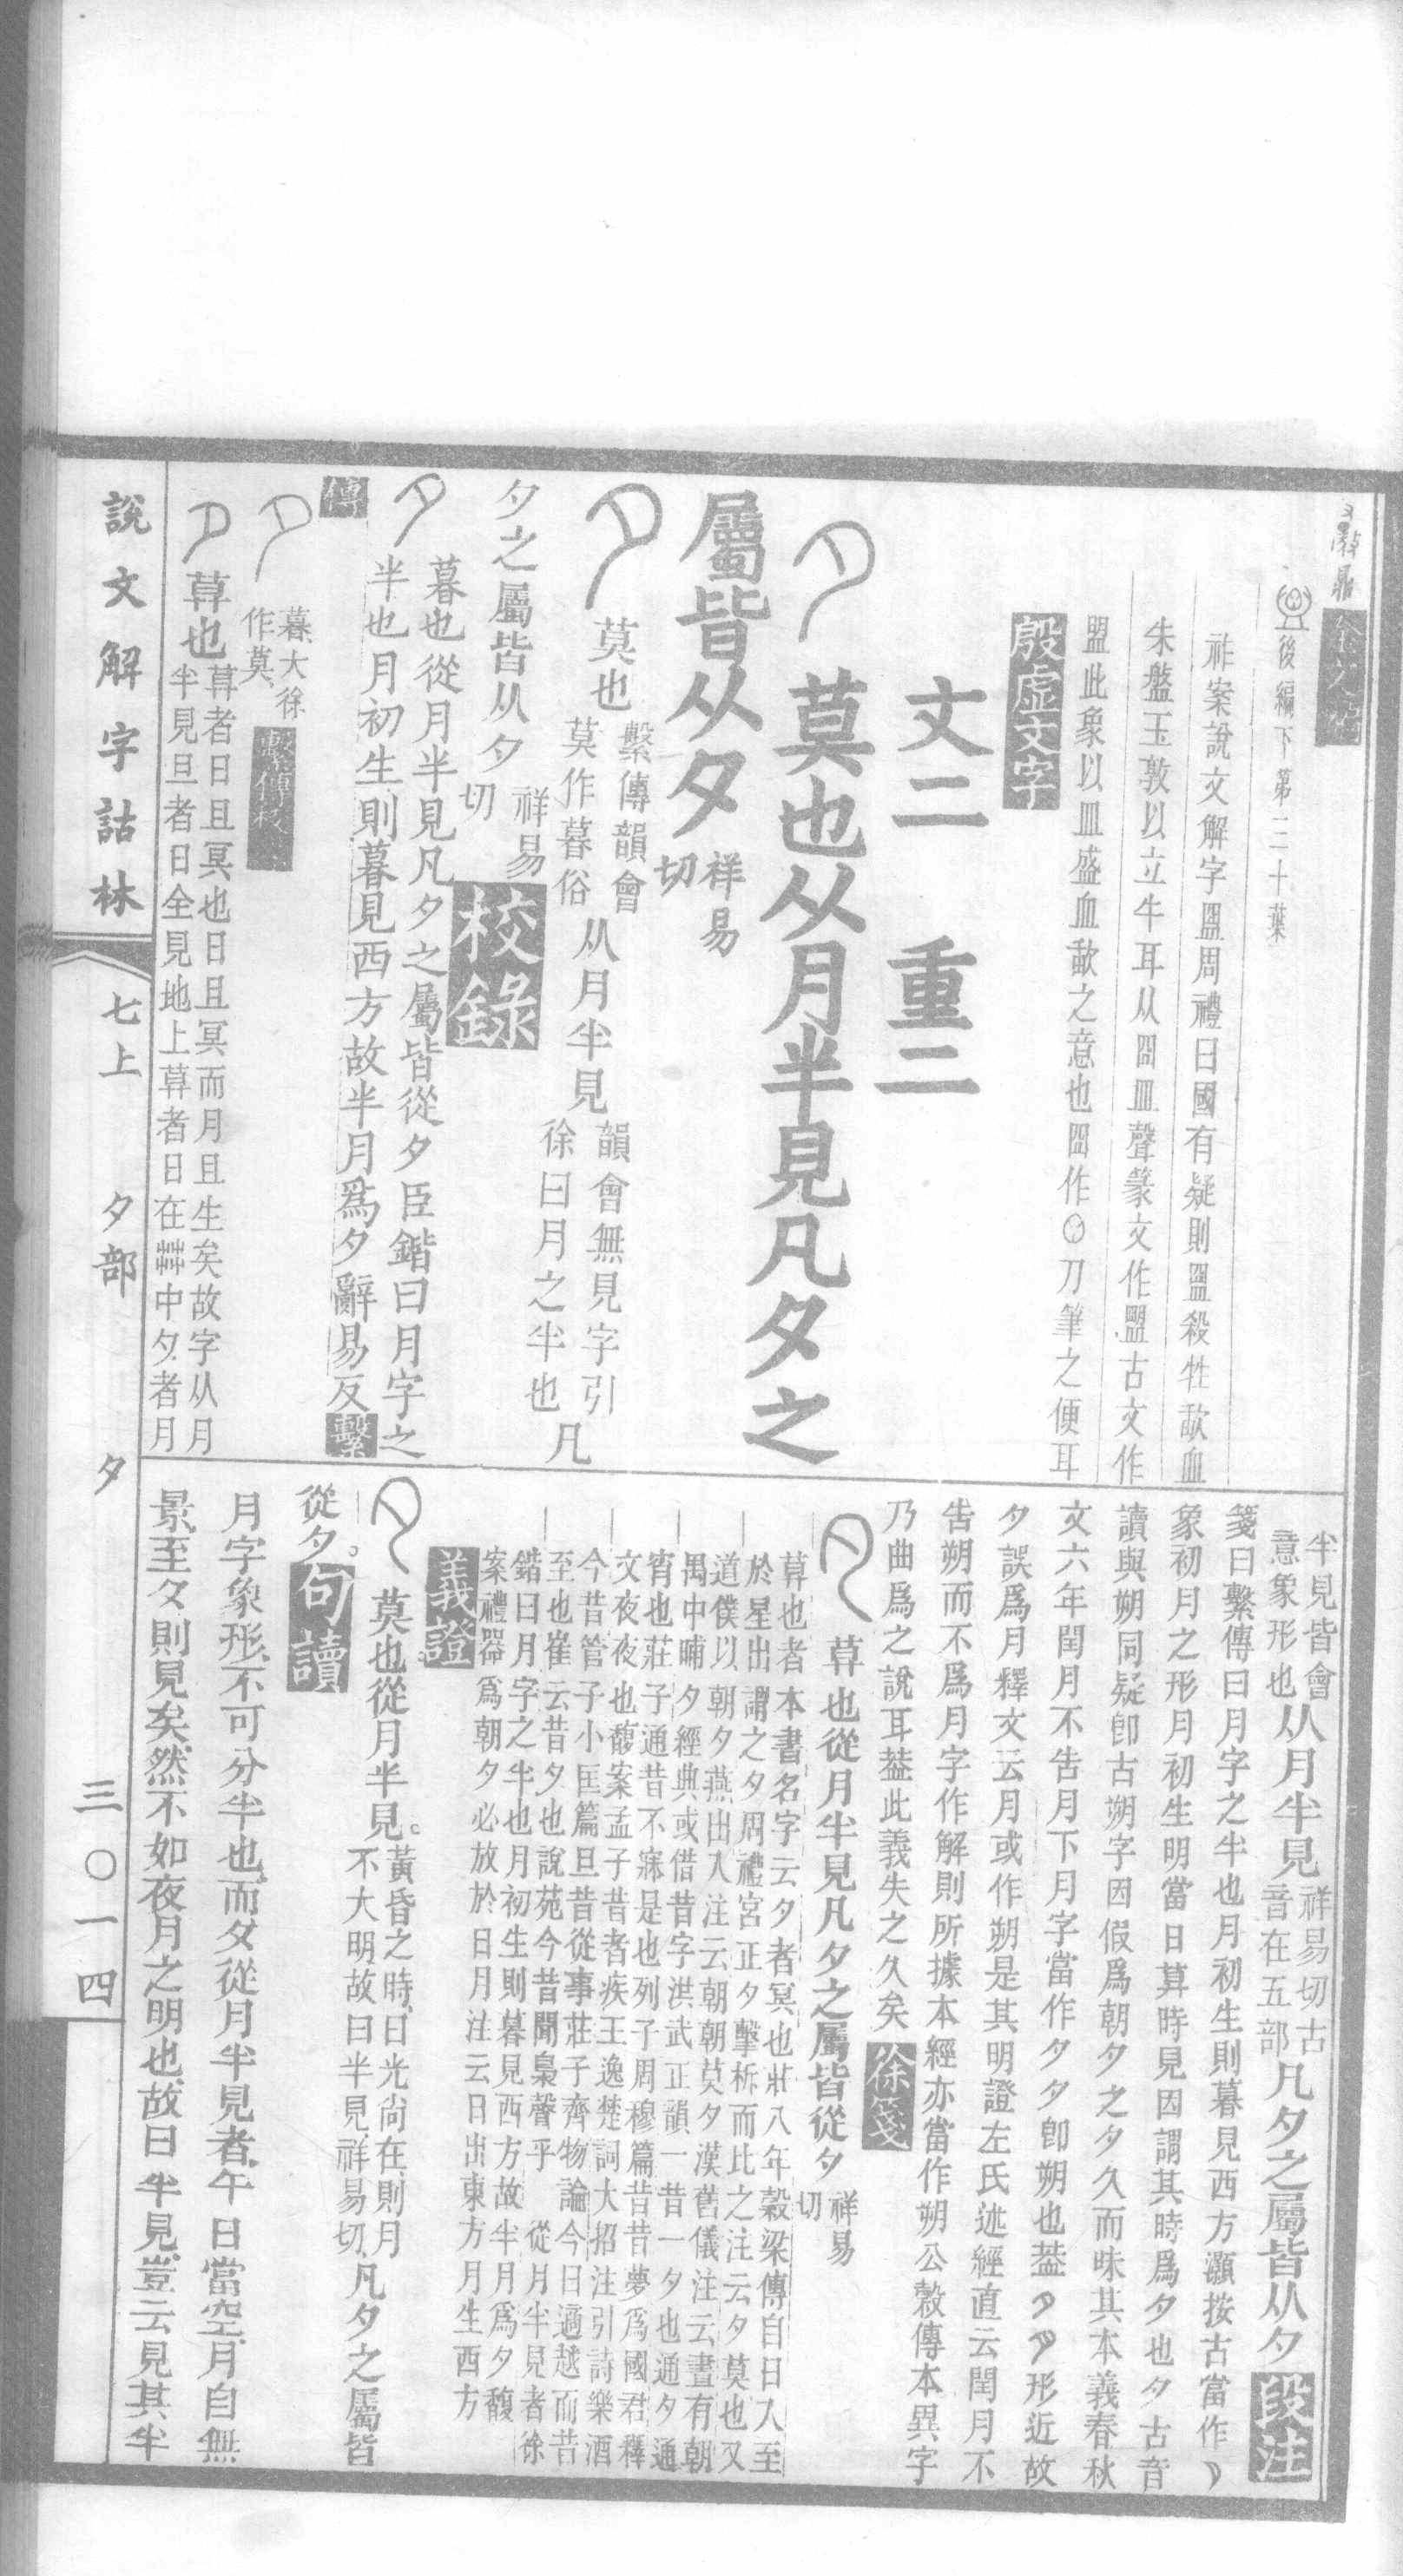 鼎
金文編
後編下第三十葉
祚案說文解字盟周禮曰國有疑則盟殺牲歃血
朱盤玉敦以立牛耳从囧皿聲篆文作盟古文作
盟此象以皿盛血歃之意也囧作刀筆之便耳
殷虛文字
文二 重二
莫也从月半見凡夕之
屬皆从夕祥易切
莫也繫傳韻會莫作暮俗从月半見韻會無見字引徐曰月之半也凡
夕之屬皆从夕祥易切
校錄
暮也從月半見凡夕之屬皆從夕臣鍇曰月字之
半也月初生則暮見西方故半月爲夕辭易反繫
傳
暮大徐作莫
繫傳校
萛也萛者日且冥也日且冥而月且生矣故字从月
半見旦者日全見地上萛者日在茻中夕者月
說文解字詁林
七上 夕部 夕
三〇一四
半見皆會意象形也从月半見祥易切古音在五部凡夕之屬皆从夕段注
箋曰繫傳曰月字之半也月初生則暮見西方灝按古當作
象初月之形月初生明當日萛時見因謂其時爲夕也夕古音
讀與朔同疑卽古朔字因假爲朝夕之夕久而昧其本義春秋
文六年閏月不告月下月字當作夕夕卽朔也葢形近故
夕誤爲月釋文云月或作朔是其明證左氏述經直云閏月不
告朔而不爲月字作解則所據本經亦當作朔公穀傳本異字
乃曲爲之說耳葢此義失之久矣徐箋
萛也從月半見凡夕之屬皆從夕祥易切
萛也者本書名字云夕者冥也莊八年穀梁傳自日入至
於星出謂之夕周禮宮正夕擊柝而比之注云夕莫也又
道僕以朝夕燕出入注云朝朝莫夕漢舊儀注云晝有朝
禺中晡夕經典或借昔字洪武正韻一昔一夕也通夕通
宵也莊子通昔不寐是也列子周穆篇昔昔夢爲國君釋
文夜夜也馥案孟子昔者疾王逸楚詞大招注引詩樂酒
今昔管子小匡篇旦昔從事莊子齊物論今日適越而昔
至也崔云昔夕也說苑今昔聞梟聲乎 從月半見者徐
鍇曰月字之半也月初生則暮見西方故半月爲夕馥
案禮器爲朝夕必放於日月注云日出東方月生西方
義證
莫也從月半見。黃昏之時日光尙在則月不大明故曰半見祥易切凡夕之屬皆
從夕。句讀
月字象形不可分半也而夕從月半見者午日當空月自無
景至夕則見矣然不如夜月之明也故曰半見豈云見其半